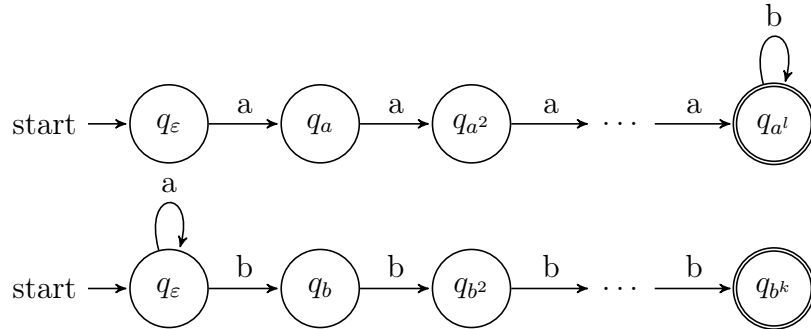 b
a a a a
start q_ε q_a q_{a^2} ⋯ q_{a^l}
a
b b b b
start q_ε q_b q_{b^2} ⋯ q_{b^k}